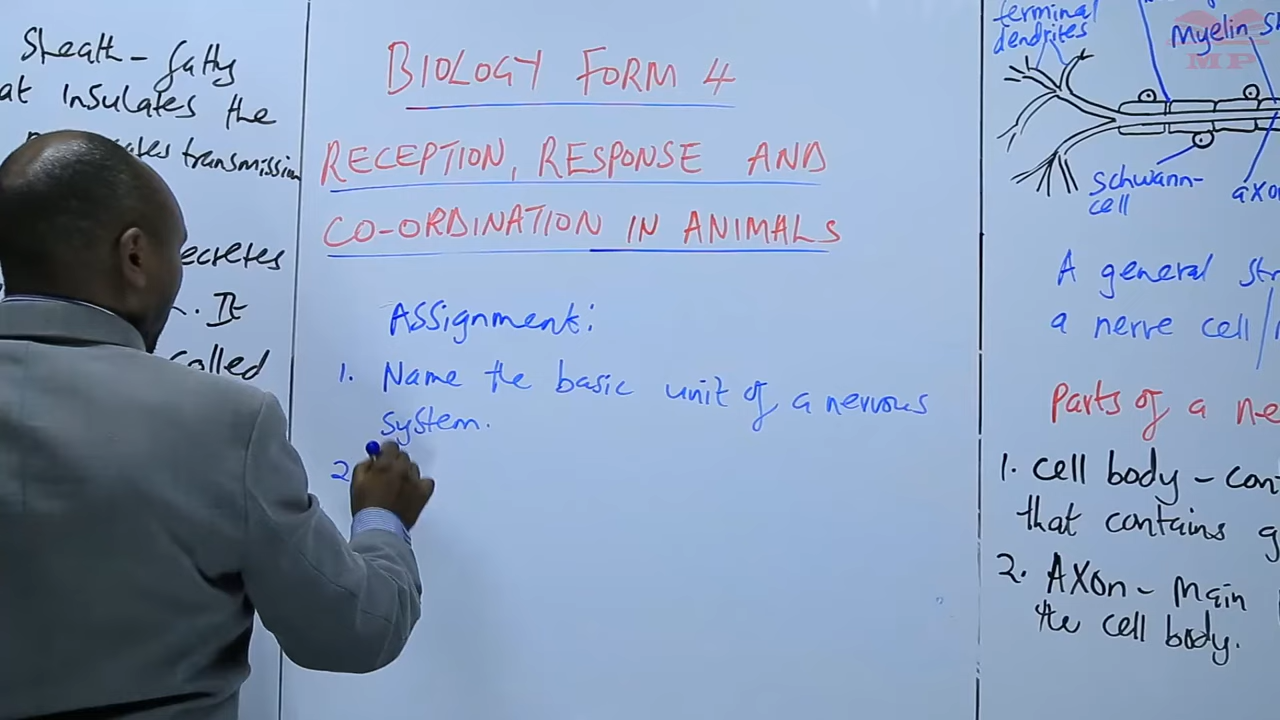 Sheath - fatty
at insulates the
transmission
ecretes
. It
called
BIOLOGY FORM 4
RECEPTION, RESPONSE AND
CO-ORDINATION IN ANIMALS
Assignment:
1. Name the basic unit of a nervous
system.
2
terminal
dendrites
Myelin
MP
Schwann-
cell
axo
A general str
a nerve cell/
Parts of a ne
1. Cell body - con
that contains g
2. Axon - main
the cell body.